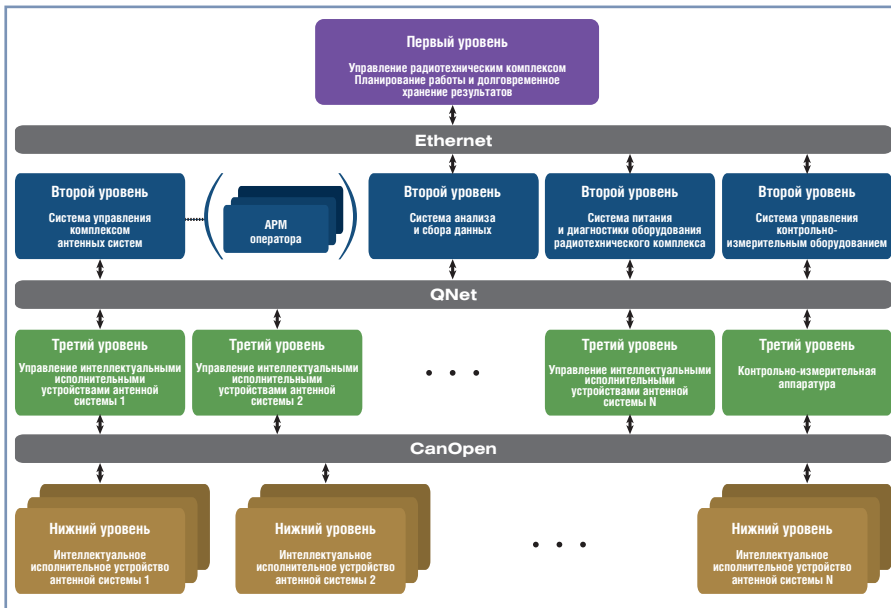 Первый уровень
Управление радиотехническим комплексом
Планирование работы и долговременное
хранение результатов
Ethernet
Второй уровень
Система управления
комплексом
антенных систем
АРМ
оператора
Второй уровень
Система анализа
и сбора данных
Второй уровень
Система питания
и диагностики оборудования
радиотехнического комплекса
Второй уровень
Система управления
контрольно-
измерительным оборудованием
QNet
Третий уровень
Управление интеллектуальными
исполнительными
устройствами антенной
системы 1
Третий уровень
Управление интеллектуальными
исполнительными
устройствами антенной
системы 2
. . .
Третий уровень
Управление интеллектуальными
исполнительными
устройствами антенной
системы N
Третий уровень
Контрольно-измерительная
аппаратура
CanOpen
Нижний уровень
Интеллектуальное
исполнительное устройство
антенной системы 1
Нижний уровень
Интеллектуальное
исполнительное устройство
антенной системы 2
. . .
Нижний уровень
Интеллектуальное
исполнительное устройство
антенной системы N